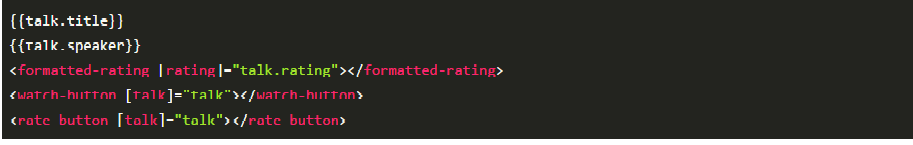 {{talk.title}}
{{talk.speaker}}
<formatted-rating [rating]="talk.rating"></formatted-rating>
<watch-button [talk]="talk"></watch-button>
<rate-button [talk]="talk"></rate-button>